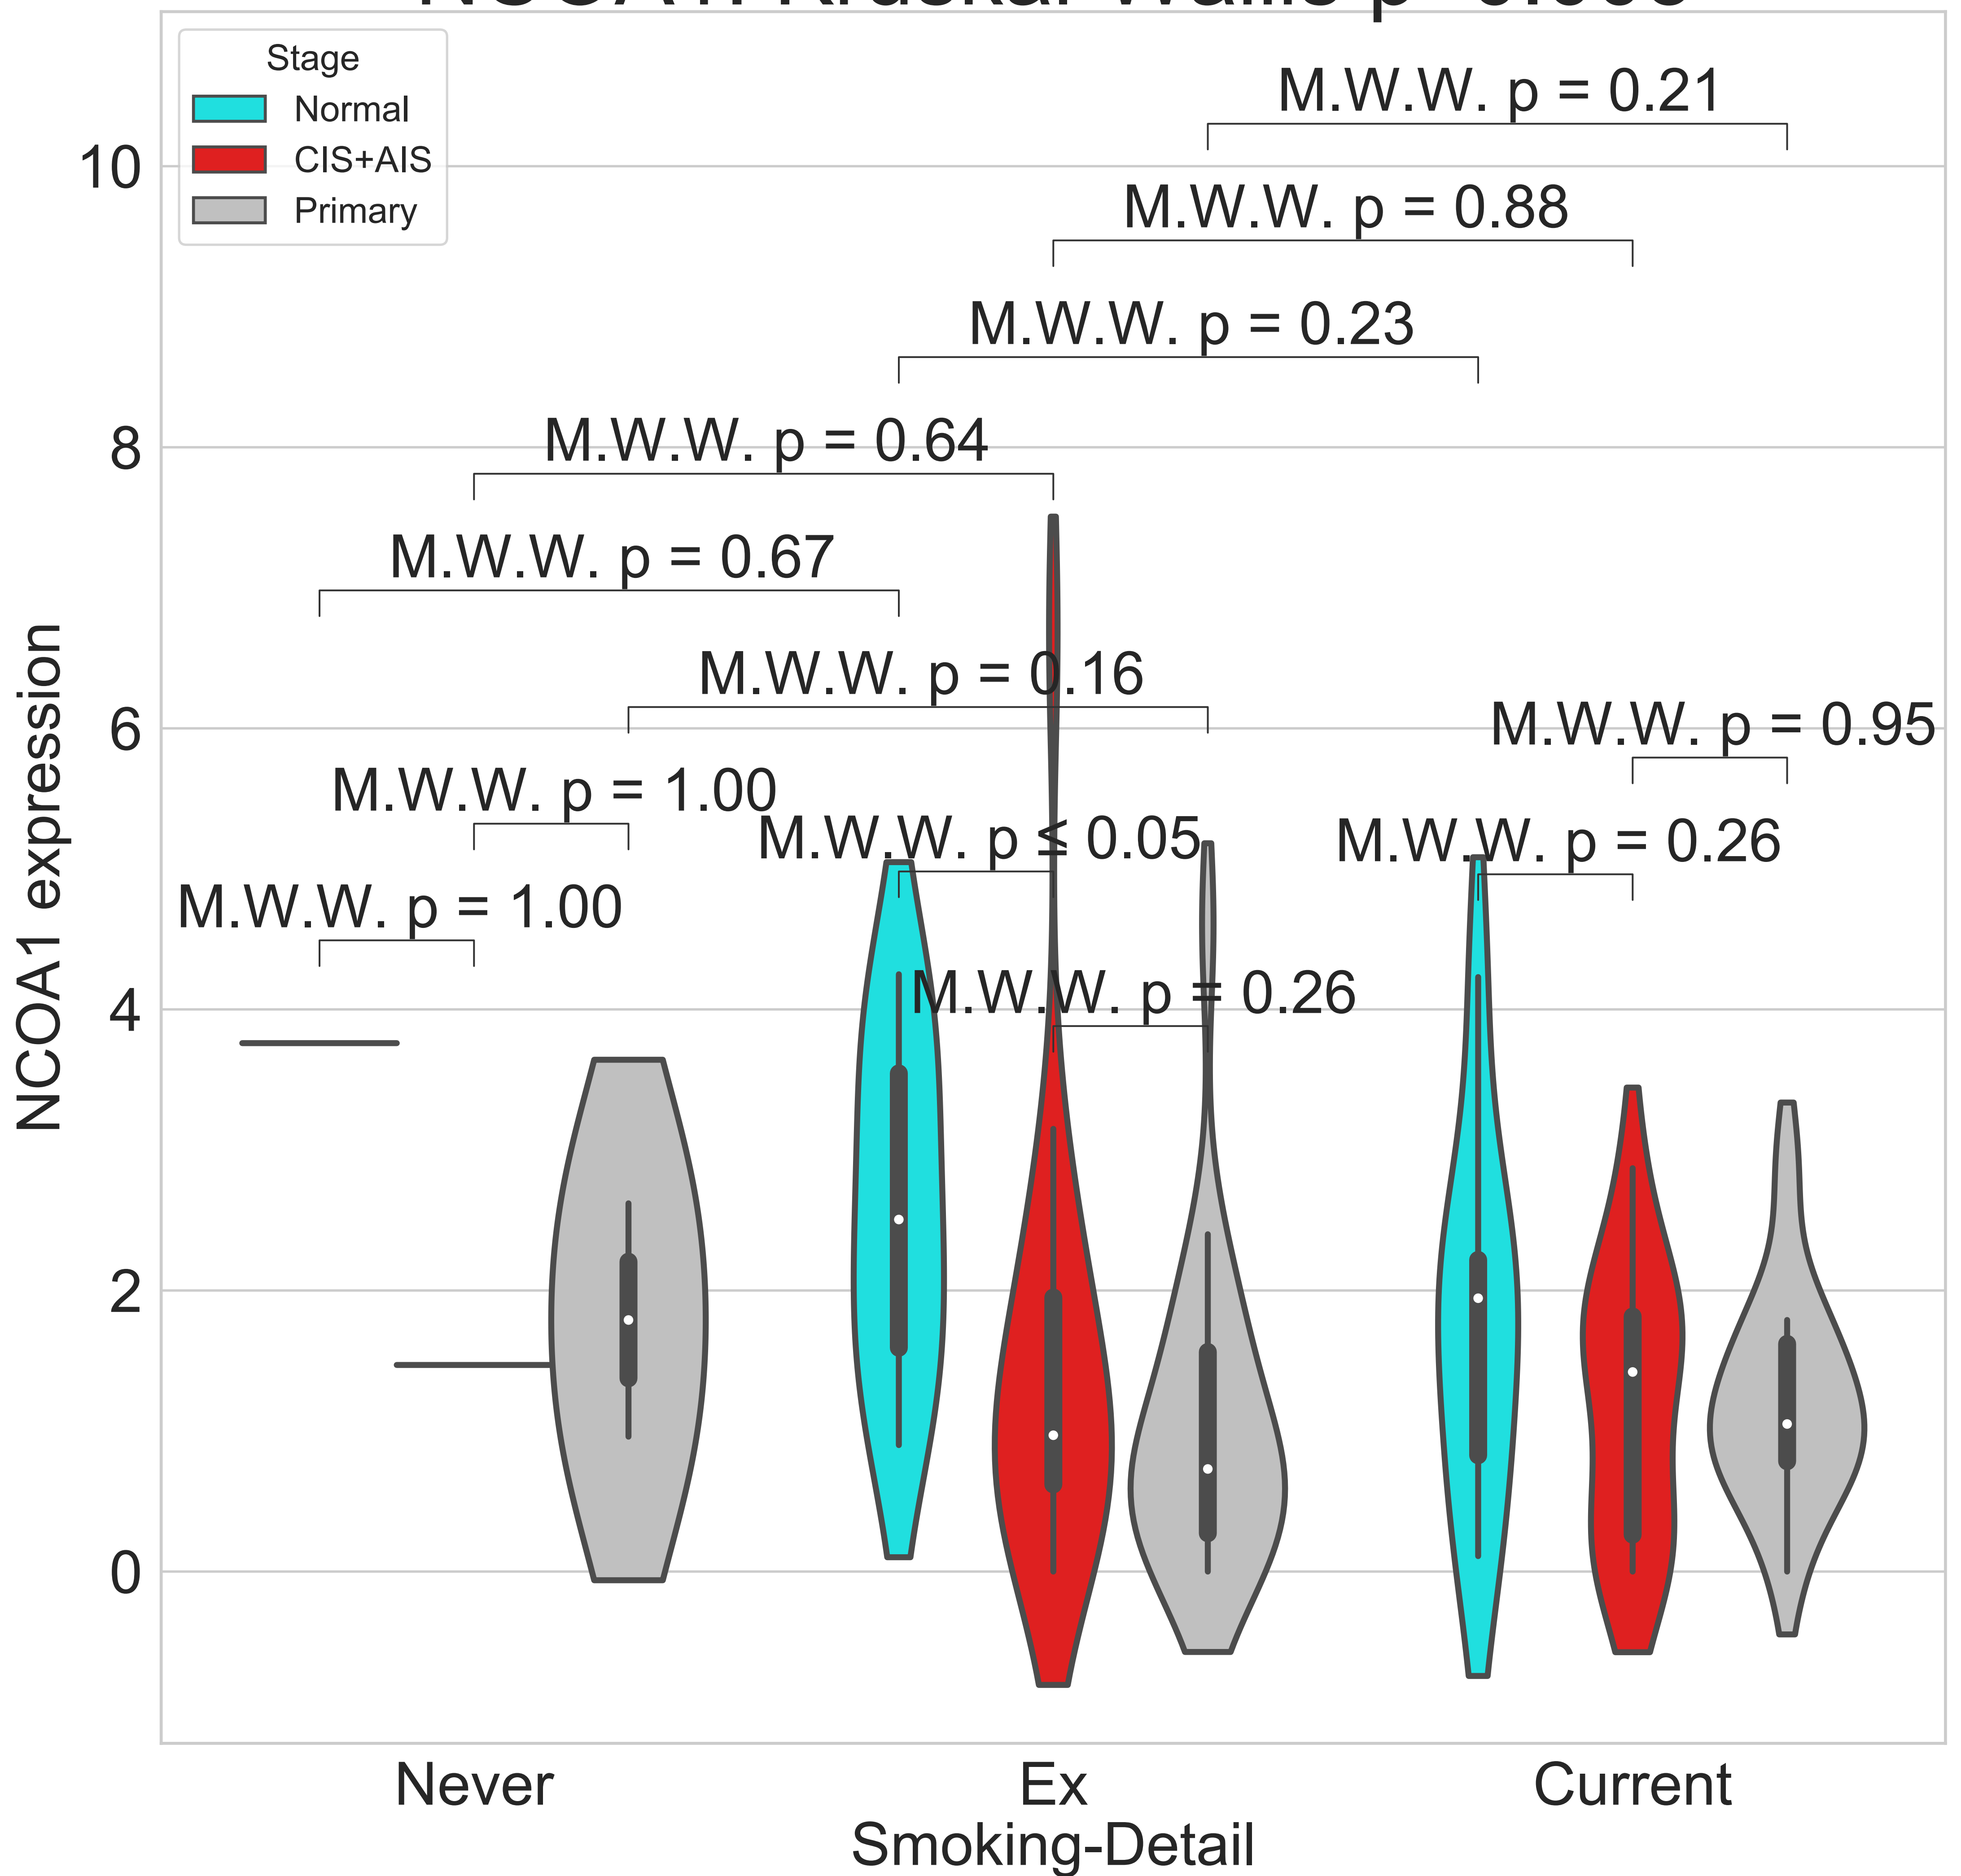 Stage
Normal
CIS+AIS
Primary
M.W.W. p = 0.21
M.W.W. p = 0.88
M.W.W. p = 0.23
M.W.W. p = 0.64
M.W.W. p = 0.67
M.W.W. p = 0.16
M.W.W. p = 0.95
M.W.W. p = 1.00
M.W.W. p ≤ 0.05
M.W.W. p = 0.26
M.W.W. p = 1.00
M.W.W. p = 0.26
10
8
6
4
2
0
NCOA1 expression
Never
Ex
Current
Smoking-Detail